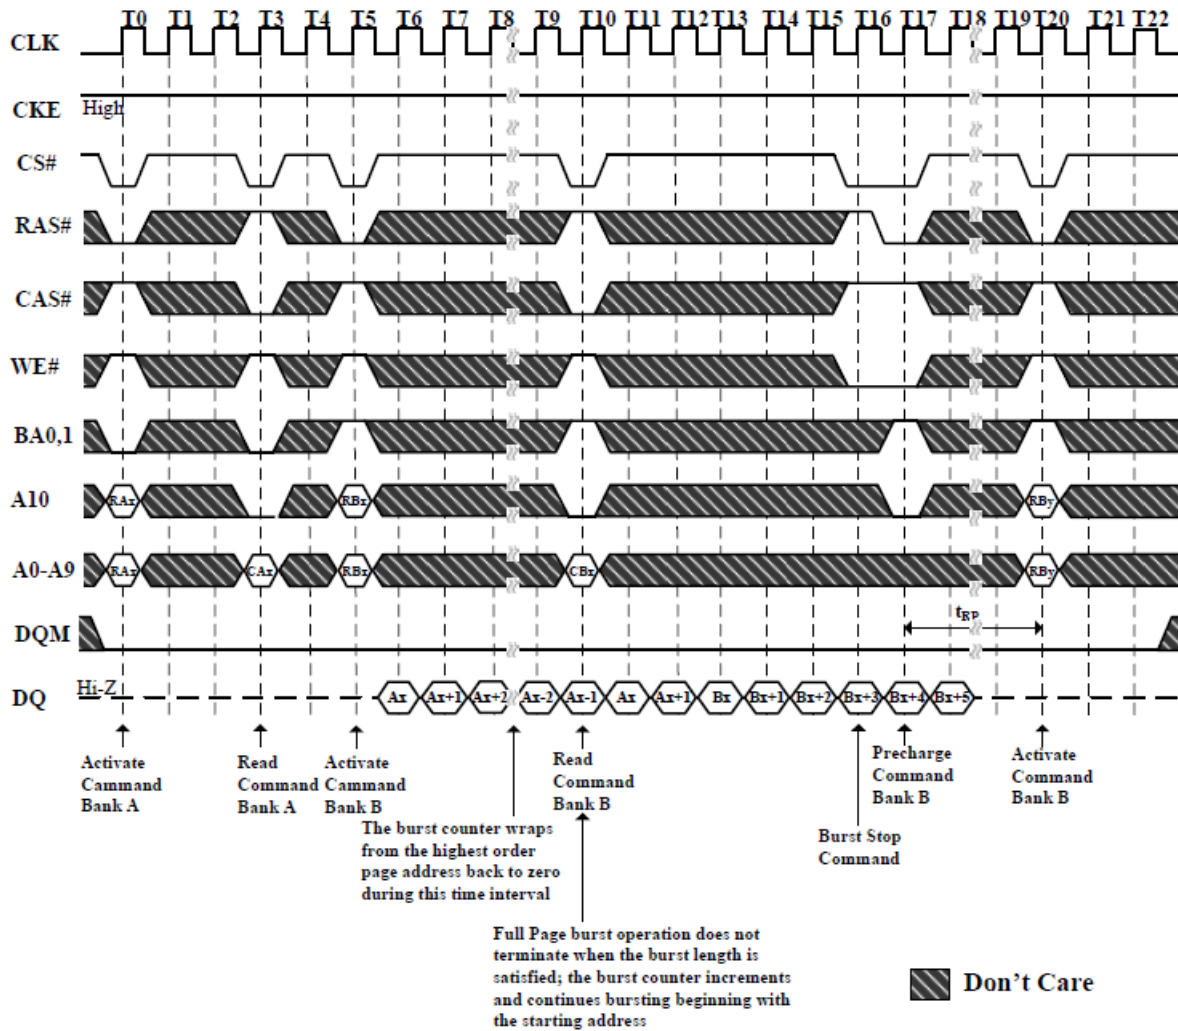 T0 T1 T2 T3 T4 T5 T6 T7 T8 T9 T10 T11 T12 T13 T14 T15 T16 T17 T18 T19 T20 T21 T22
CLK
CKE High
CS#
RAS#
CAS#
WE#
BA0,1
A10 RAx RBx RBy
A0-A9 RAx CAx RBx CBx RBy
tRP
DQM
DQ Hi-Z Ax Ax+1 Ax+2 Ax-2 Ax-1 Ax Ax+1 Bx Bx+1 Bx+2 Bx+3 Bx+4 Bx+5
Activate
Cammand
Bank A
Read
Command
Bank A
Activate
Command
Bank B
Read
Command
Bank B
Precharge
Command
Bank B
Activate
Command
Bank B
The burst counter wraps
from the highest order
page address back to zero
during this time interval
Burst Stop
Command
Full Page burst operation does not
terminate when the burst length is
satisfied; the burst counter increments
and continues bursting beginning with
the starting address
Don't Care